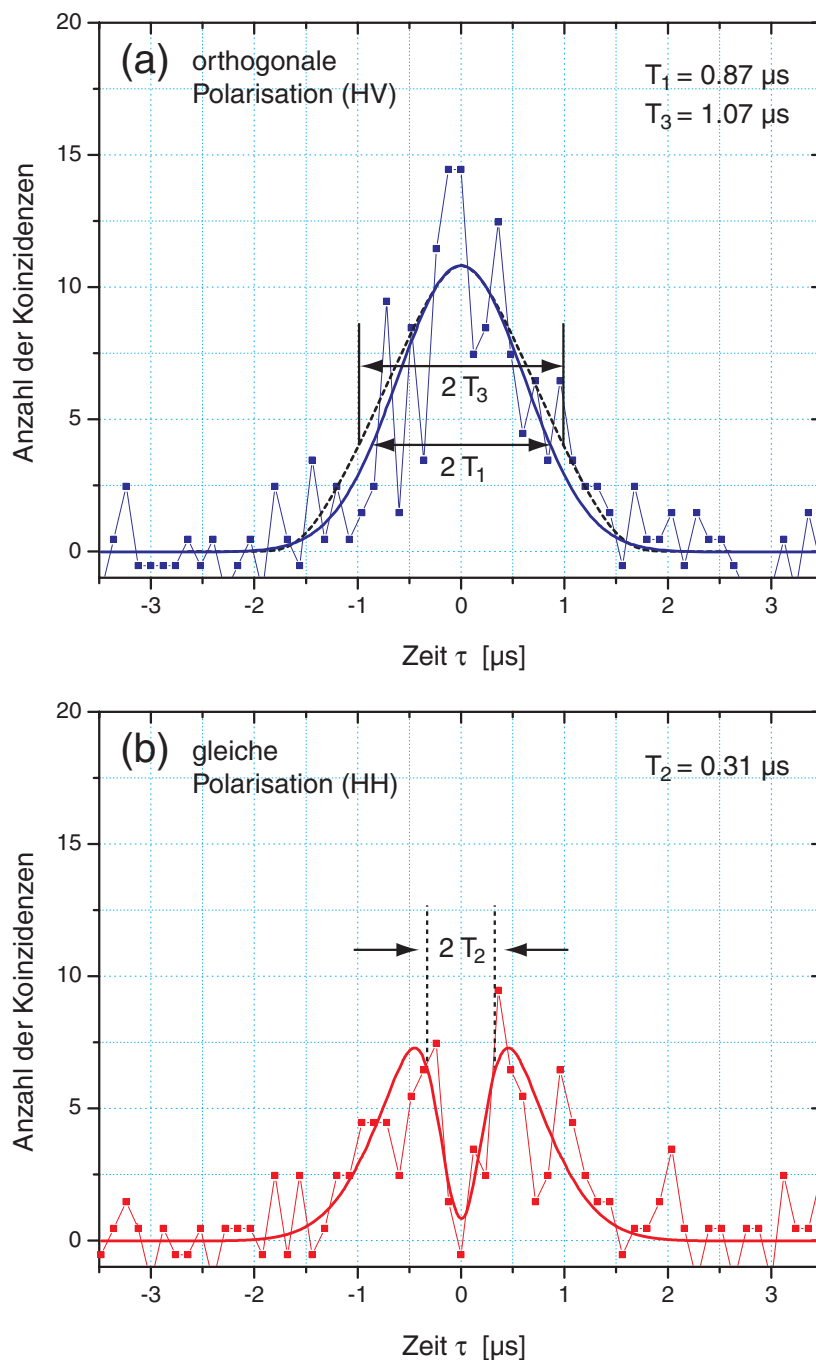 (a) orthogonale
Polarisation (HV)
T₁ = 0.87 µs
T₃ = 1.07 µs
20
15
10
5
0
Anzahl der Koinzidenzen
2 T₃
2 T₁
-3 -2 -1 0 1 2 3
Zeit τ [µs]
(b) gleiche
Polarisation (HH)
T₂ = 0.31 µs
20
15
10
5
0
Anzahl der Koinzidenzen
2 T₂
-3 -2 -1 0 1 2 3
Zeit τ [µs]